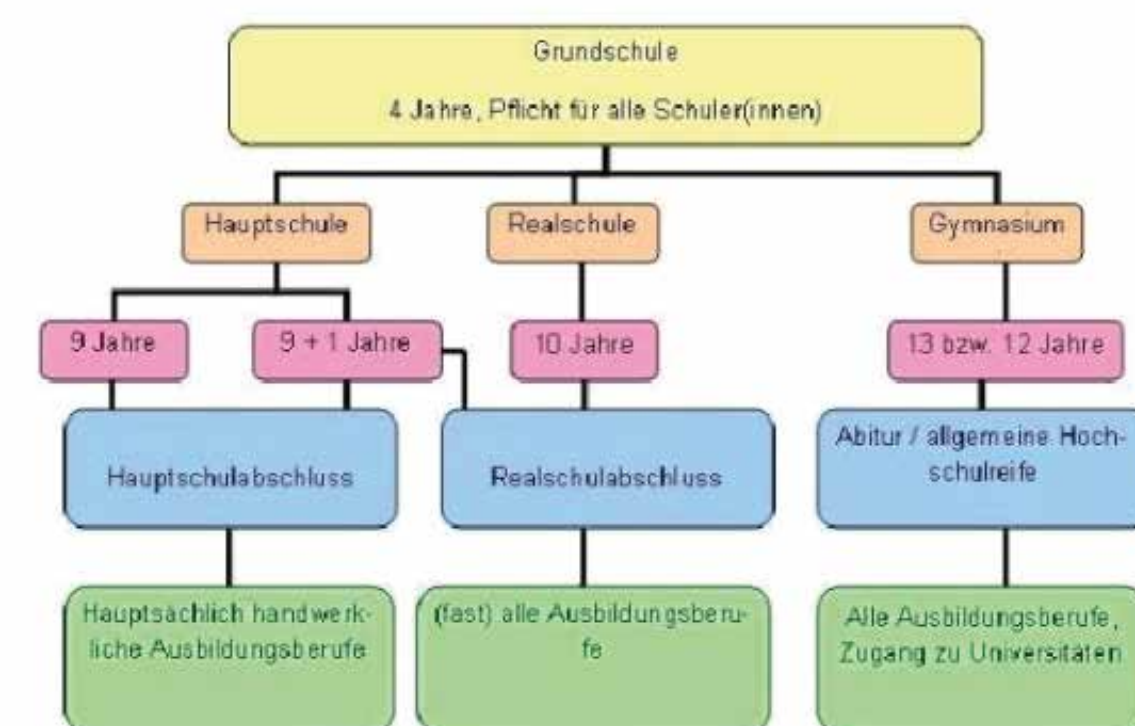 Grundschule
4 Jahre, Pflicht für alle Schuler(innen)
Hauptschule
Realschule
Gymnasium
9 Jahre
9 + 1 Jahre
10 Jahre
13 bzw. 12 Jahre
Hauptschulabschluss
Realschulabschluss
Abitur / allgemeine Hoch-
schulreife
Hauptsächlich handwerk-
liche Ausbildungsberufe
(fast) alle Ausbildungsberu-
fe
Alle Ausbildungsberufe,
Zugang zu Universitäten